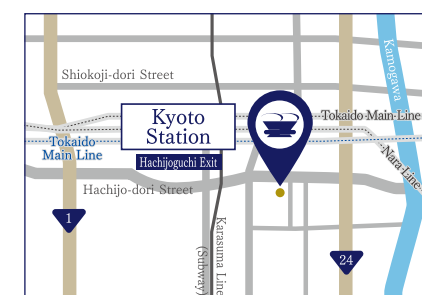 Kamogawa
Shiokoji-dori Street
Kyoto
Station
Tokaido Main Line
Tokaido
Main Line
Hachijoguchi Exit
Nara Line
Hachijo-dori Street
1
Karasuma Line
(Subway)
24